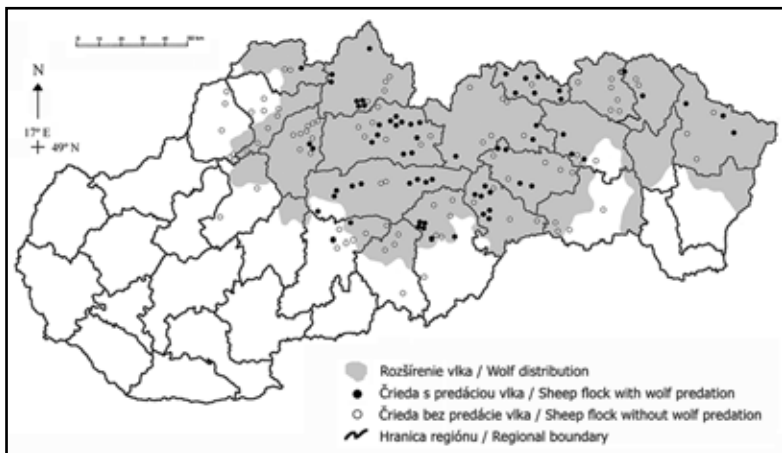 N
17° E
49° N
Rozšírenie vlka / Wolf distribution
Črieda s predáciou vlka / Sheep flock with wolf predation
Črieda bez predácie vlka / Sheep flock without wolf predation
Hranica regiónu / Regional boundary